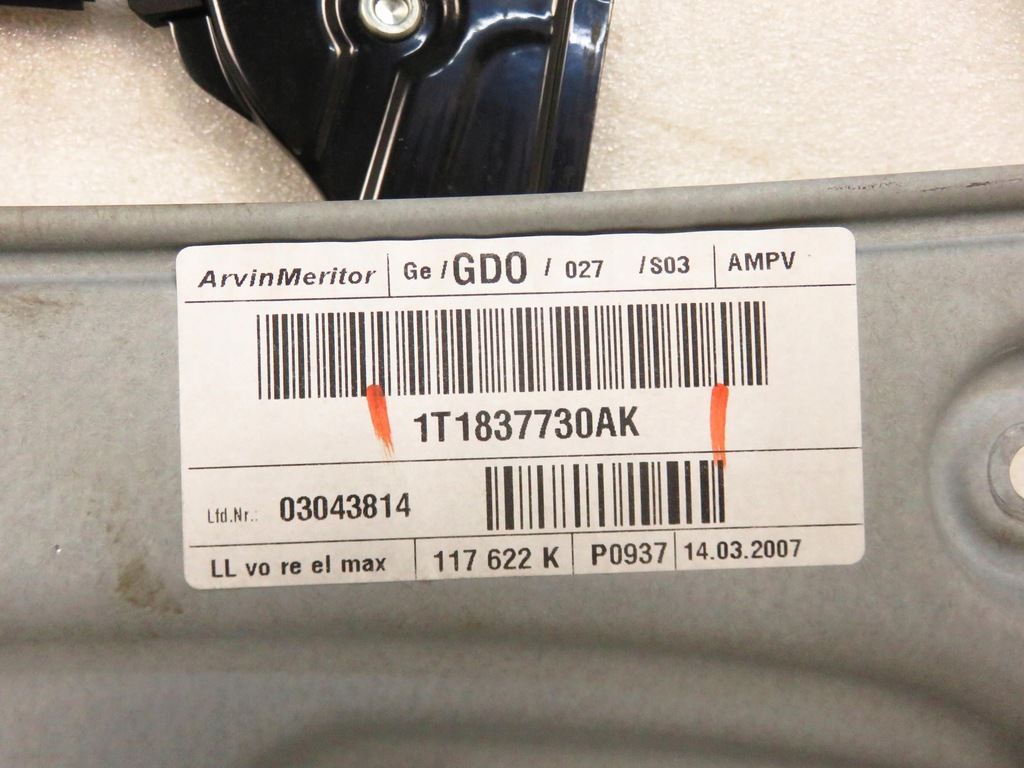 ArvinMeritor Ge / GDO / 027 / S03 AMPV
1T1837730AK
Lfd.Nr.: 03043814
LL vo re el max 117 622 K P0937 14.03.2007